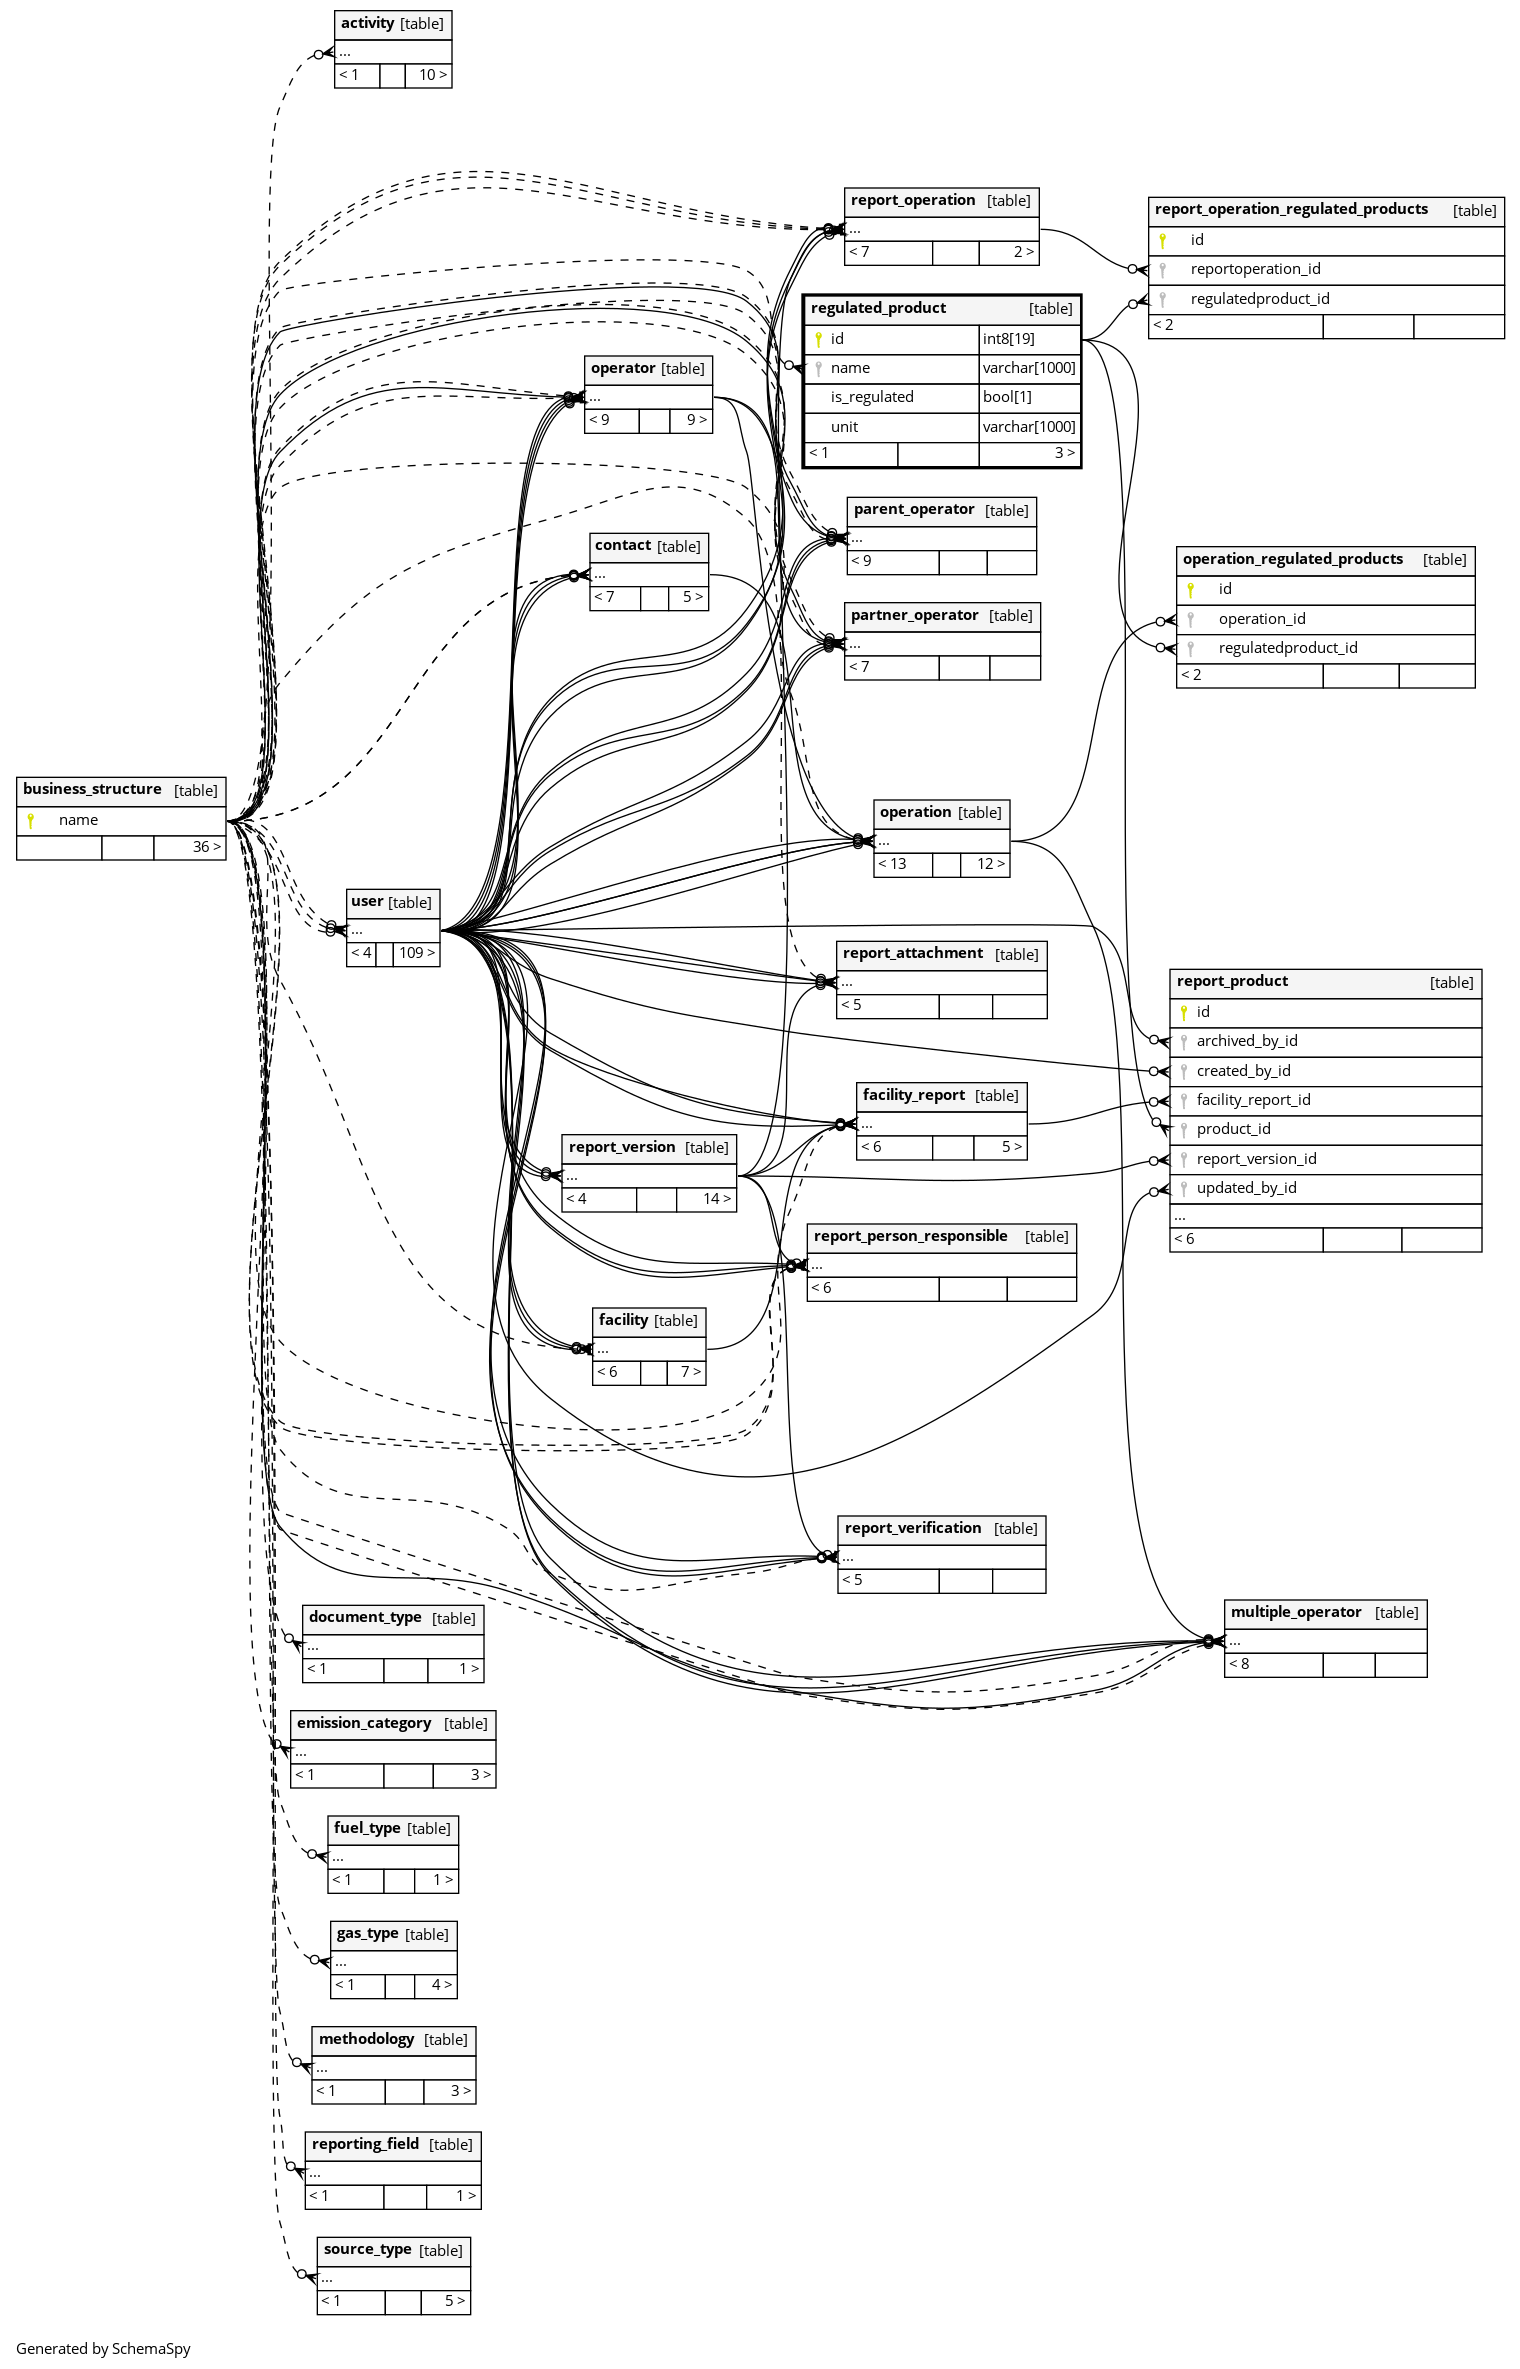 activity [table]
...
< 1 10 >
report_operation [table]
...
< 7 2 >
report_operation_regulated_products [table]
id
reportoperation_id
regulatedproduct_id
< 2
regulated_product [table]
id int8[19]
name varchar[1000]
is_regulated bool[1]
unit varchar[1000]
< 1 3 >
operator [table]
...
< 9 9 >
parent_operator [table]
...
< 9
contact [table]
...
< 7 5 >
operation_regulated_products [table]
id
operation_id
regulatedproduct_id
< 2
partner_operator [table]
...
< 7
business_structure [table]
name
36 >
operation [table]
...
< 13 12 >
user [table]
...
< 4 109 >
report_attachment [table]
...
< 5
report_product [table]
id
archived_by_id
created_by_id
facility_report_id
product_id
report_version_id
updated_by_id
...
< 6
facility_report [table]
...
< 6 5 >
report_version [table]
...
< 4 14 >
report_person_responsible [table]
...
< 6
facility [table]
...
< 6 7 >
report_verification [table]
...
< 5
multiple_operator [table]
...
< 8
document_type [table]
...
< 1 1 >
emission_category [table]
...
< 1 3 >
fuel_type [table]
...
< 1 1 >
gas_type [table]
...
< 1 4 >
methodology [table]
...
< 1 3 >
reporting_field [table]
...
< 1 1 >
source_type [table]
...
< 1 5 >
Generated by SchemaSpy